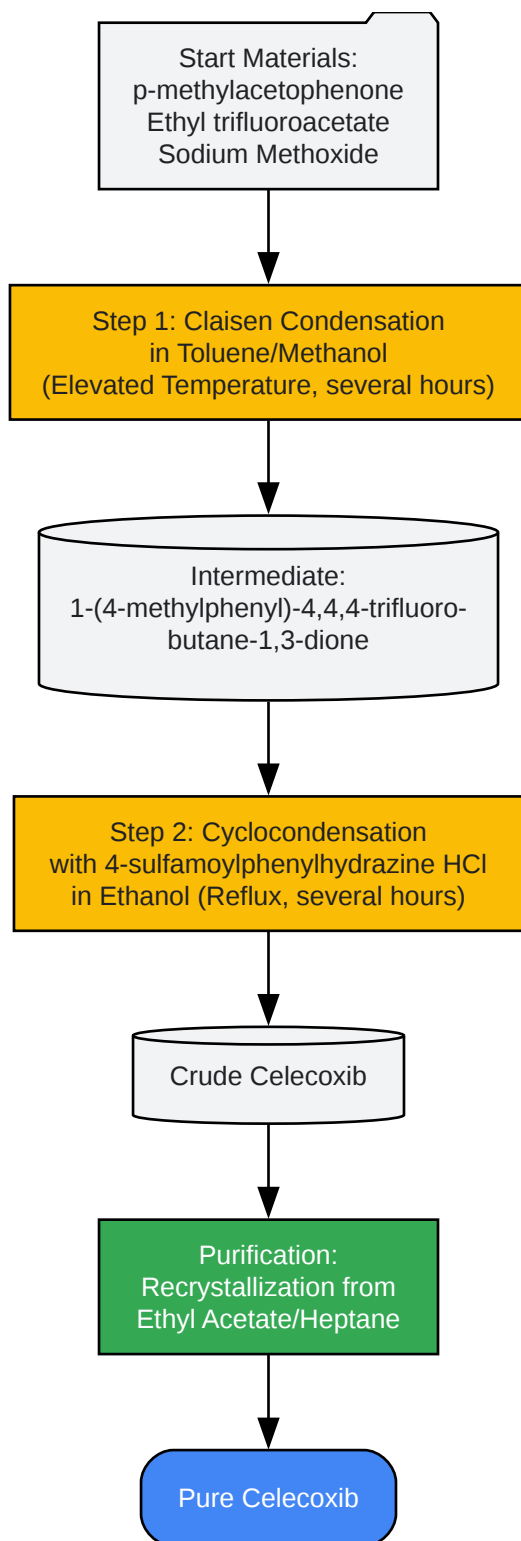 Start Materials:
p-methylacetophenone
Ethyl trifluoroacetate
Sodium Methoxide
Step 1: Claisen Condensation
in Toluene/Methanol
(Elevated Temperature, several hours)
Intermediate:
1-(4-methylphenyl)-4,4,4-trifluoro-
butane-1,3-dione
Step 2: Cyclocondensation
with 4-sulfamoylphenylhydrazine HCl
in Ethanol (Reflux, several hours)
Crude Celecoxib
Purification:
Recrystallization from
Ethyl Acetate/Heptane
Pure Celecoxib